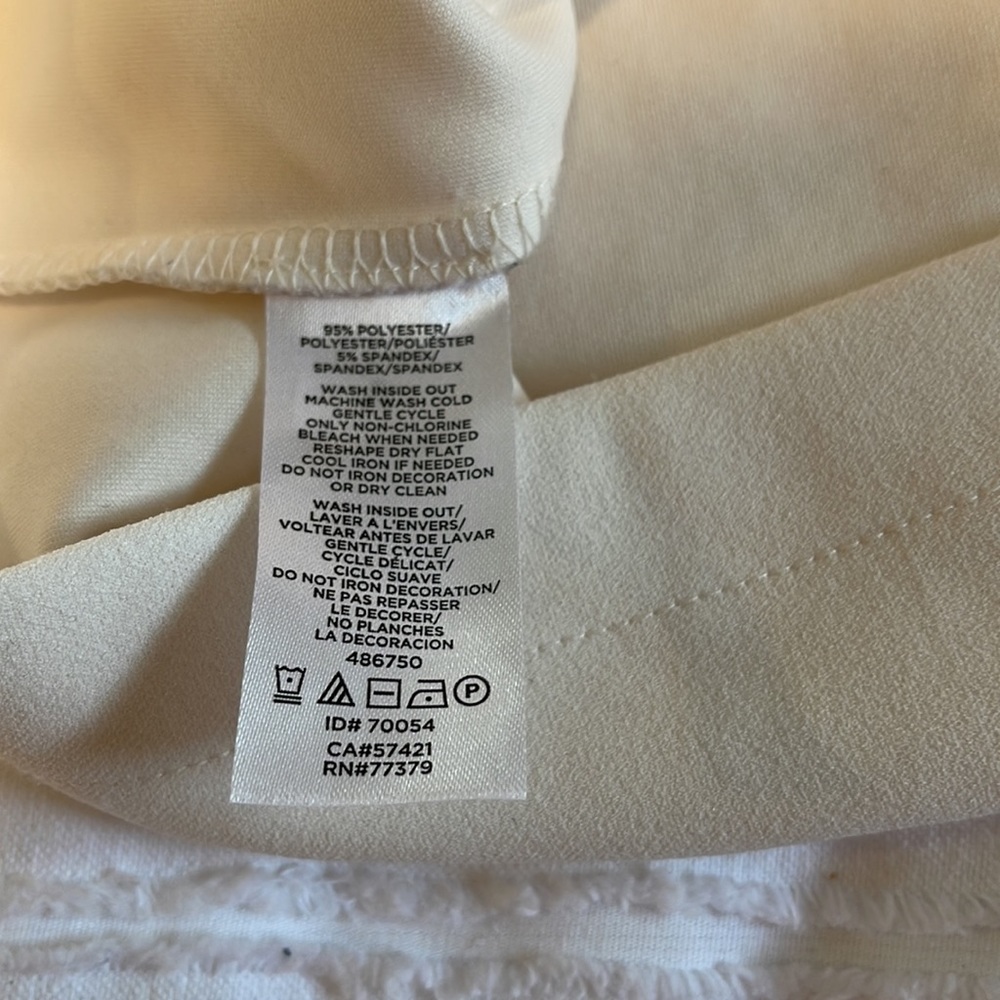 95% POLYESTER/
POLYESTER/POLIÉSTER
5% SPANDEX/
SPANDEX/SPANDEX
WASH INSIDE OUT
MACHINE WASH COLD
GENTLE CYCLE
ONLY NON-CHLORINE
BLEACH WHEN NEEDED
RESHAPE DRY FLAT
COOL IRON IF NEEDED
DO NOT IRON DECORATION
OR DRY CLEAN
WASH INSIDE OUT/
LAVER A L'ENVERS/
VOLTEAR ANTES DE LAVAR
GENTLE CYCLE/
CYCLE DÉLICAT/
CICLO SUAVE
DO NOT IRON DECORATION/
NE PAS REPASSER
LE DECORER/
NO PLANCHES
LA DECORACION
486750
P
ID# 70054
CA#57421
RN#77379